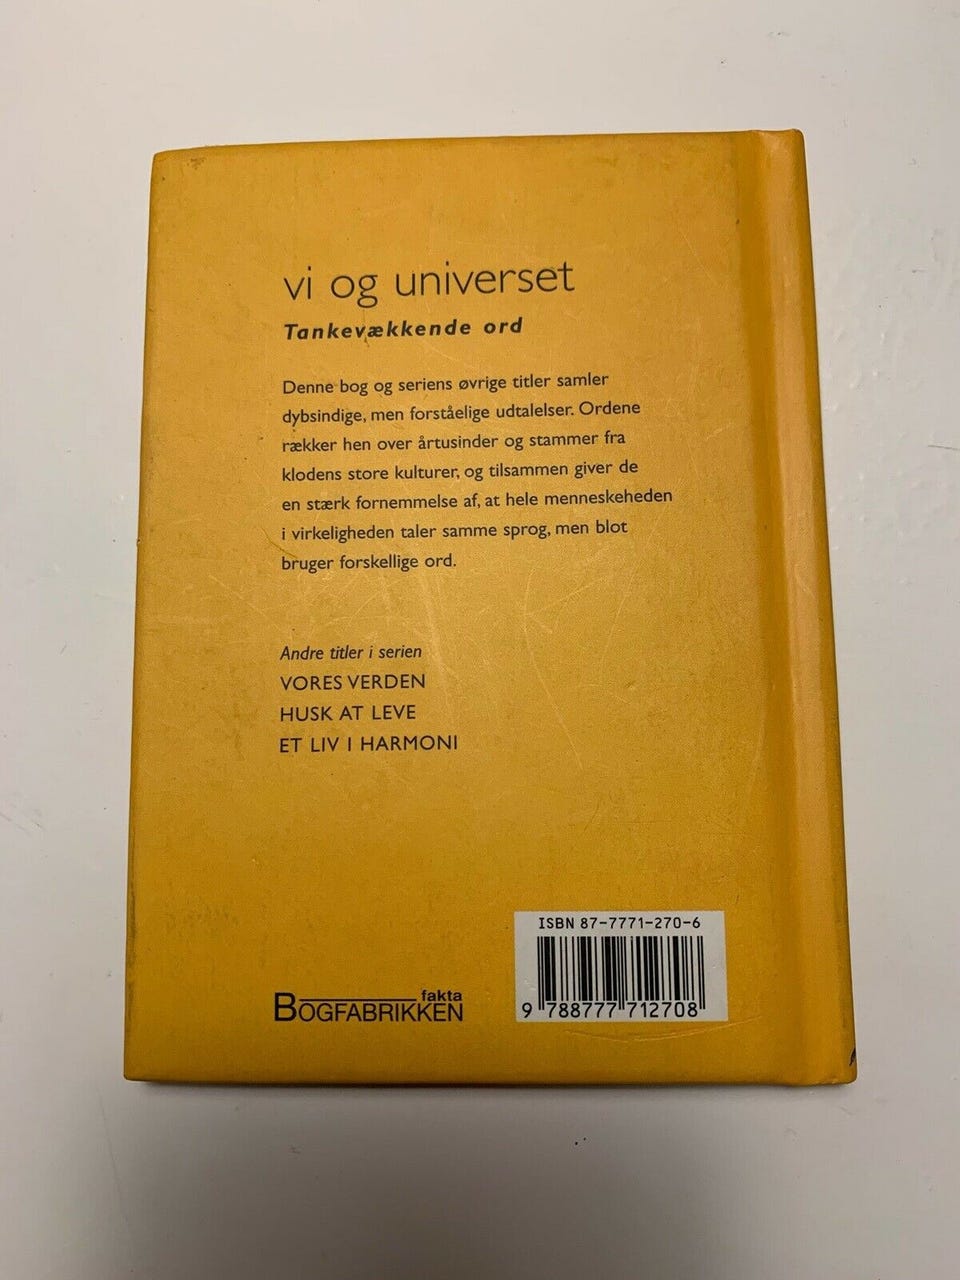 vi og universet
Tankevækkende ord
Denne bog og seriens øvrige titler samler
dybsindige, men forståelige udtalelser. Ordene
rækker hen over årtusinder og stammer fra
klodens store kulturer, og tilsammen giver de
en stærk fornemmelse af, at hele menneskeheden
i virkeligheden taler samme sprog, men blot
bruger forskellige ord.
Andre titler i serien
VORES VERDEN
HUSK AT LEVE
ET LIV I HARMONI
ISBN 87-7771-270-6
9 788777 712708
fakta
BOGFABRIKKEN